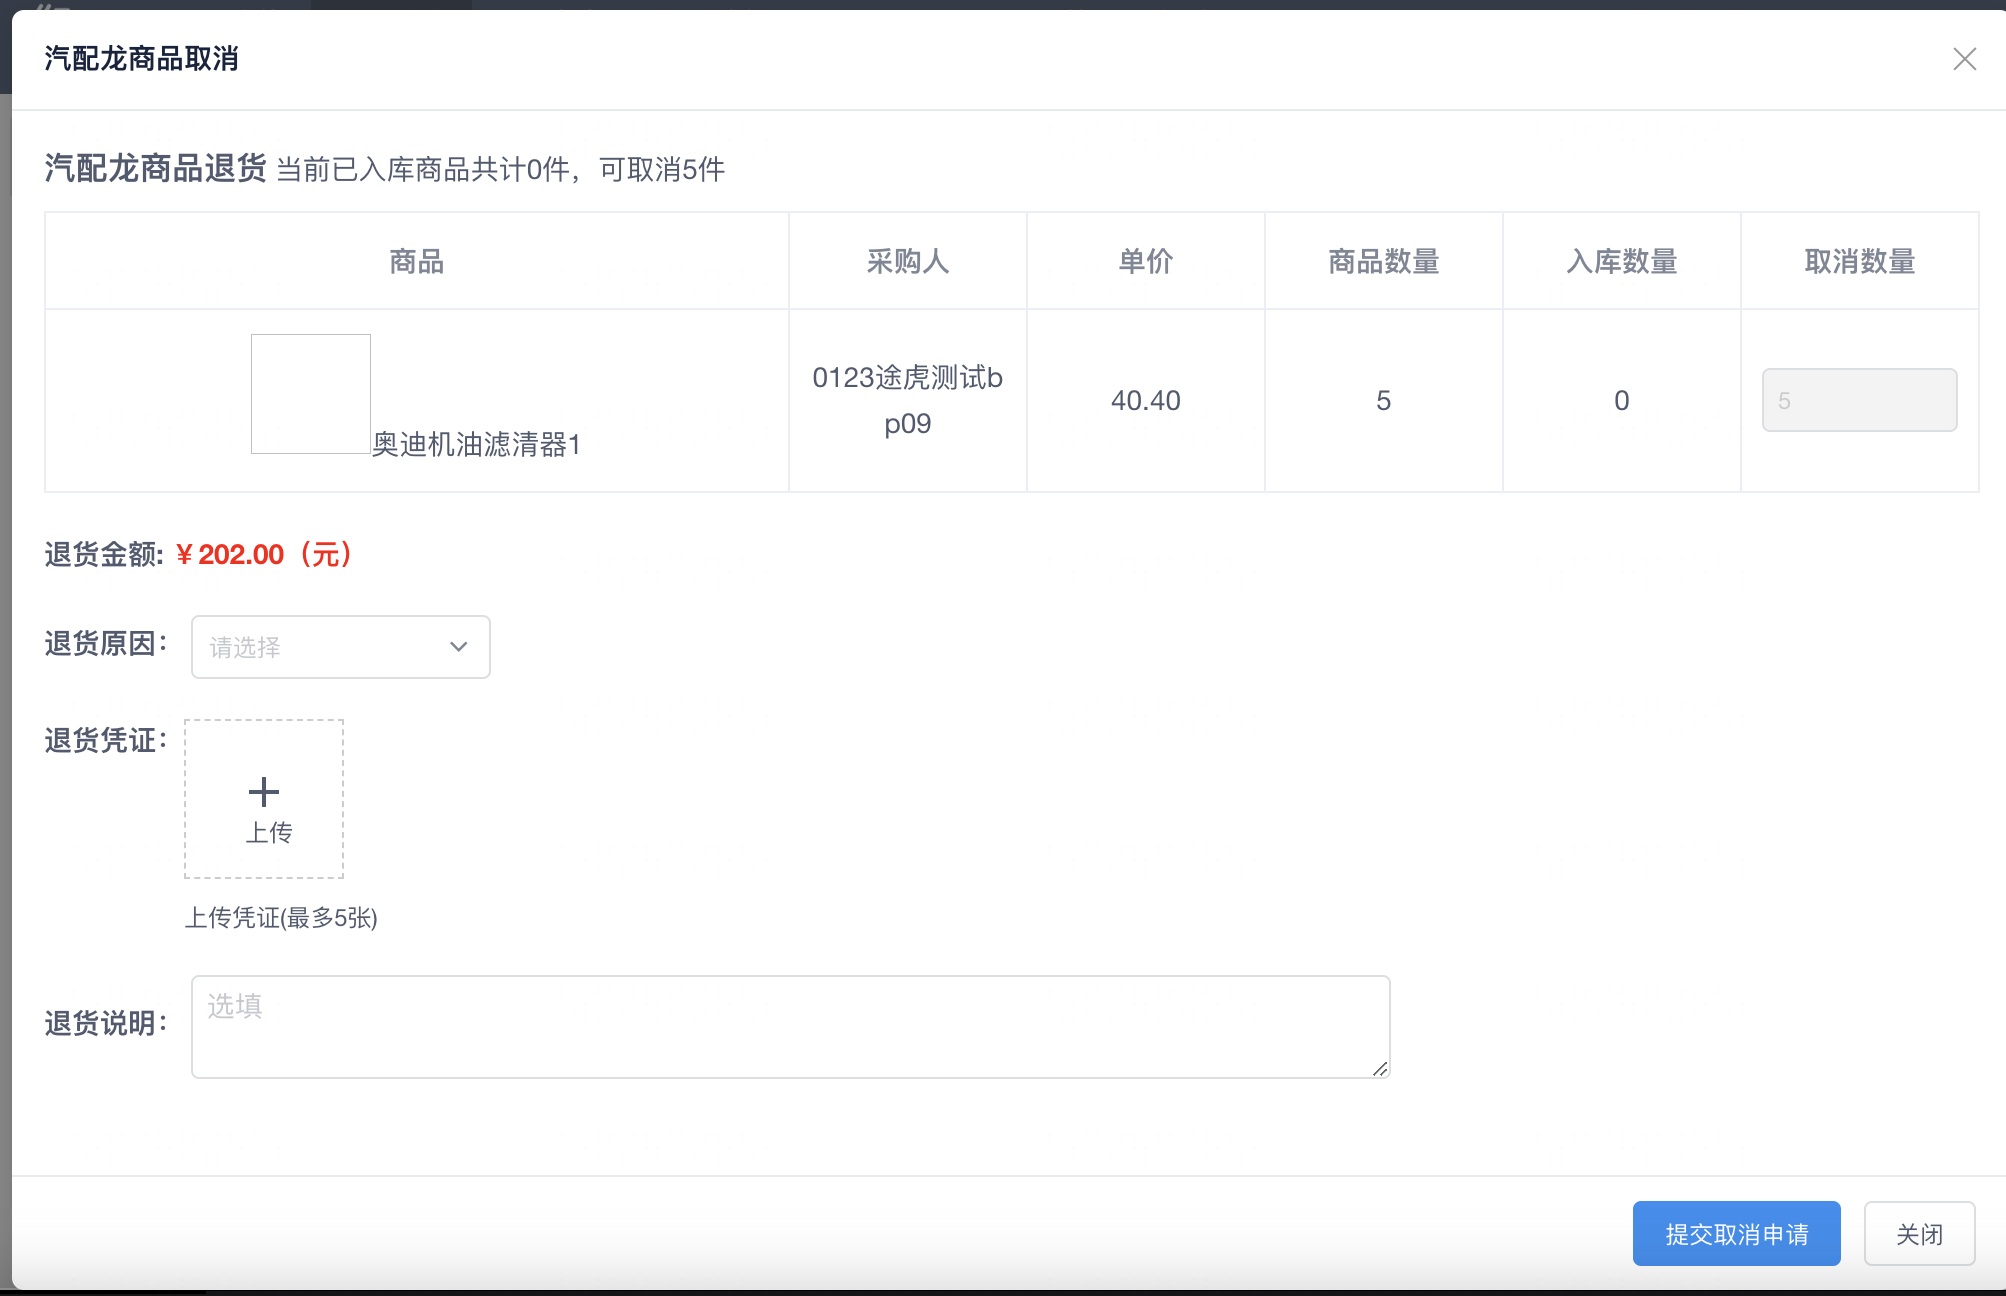 汽配龙商品取消
汽配龙商品退货 当前已入库商品共计0件，可取消5件
商品 采购人 单价 商品数量 入库数量 取消数量
奥迪机油滤清器1 0123途虎测试b 40.40 5 0 5
p09
退货金额: ¥ 202.00（元）
退货原因： 请选择
退货凭证：
上传
上传凭证(最多5张)
退货说明： 选填
提交取消申请 关闭